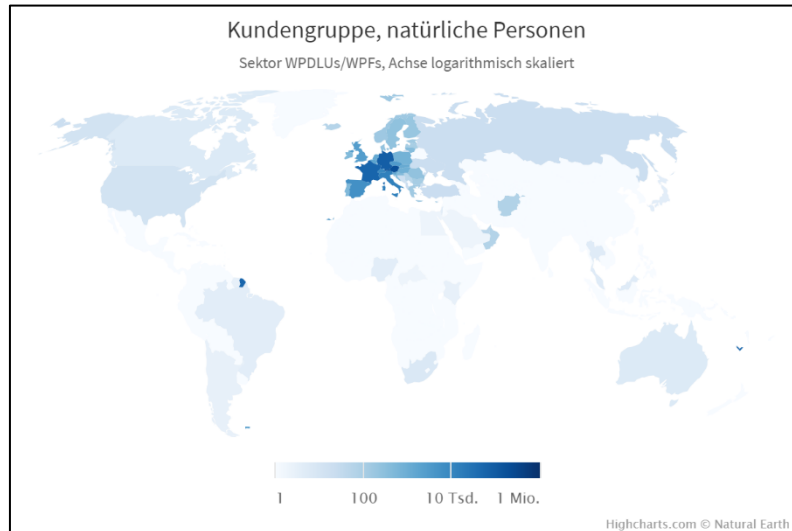 Kundengruppe, natürliche Personen
Sektor WPDLUs/WPFs, Achse logarithmisch skaliert
1 100 10 Tsd. 1 Mio.
Highcharts.com © Natural Earth